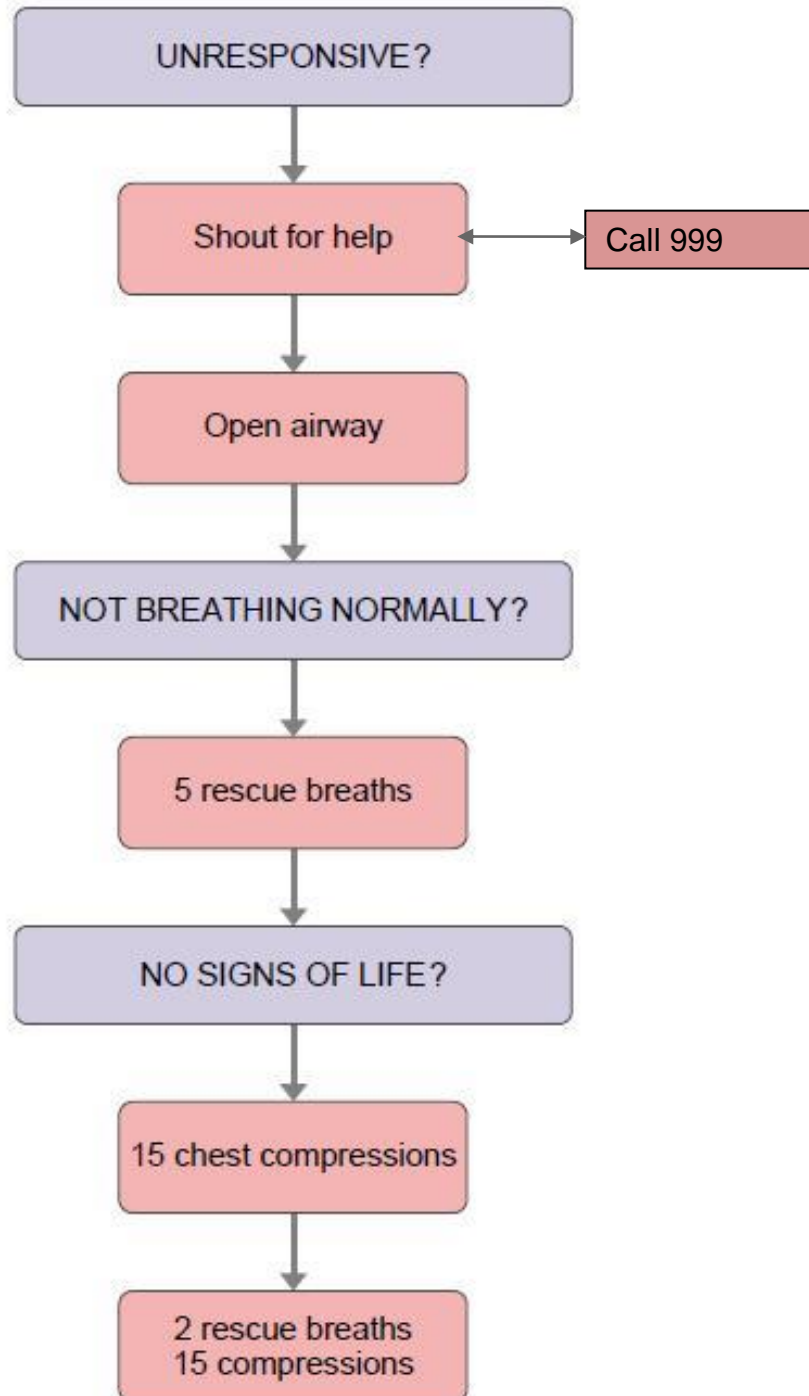 UNRESPONSIVE?
Shout for help
Call 999
Open airway
NOT BREATHING NORMALLY?
5 rescue breaths
NO SIGNS OF LIFE?
15 chest compressions
2 rescue breaths
15 compressions